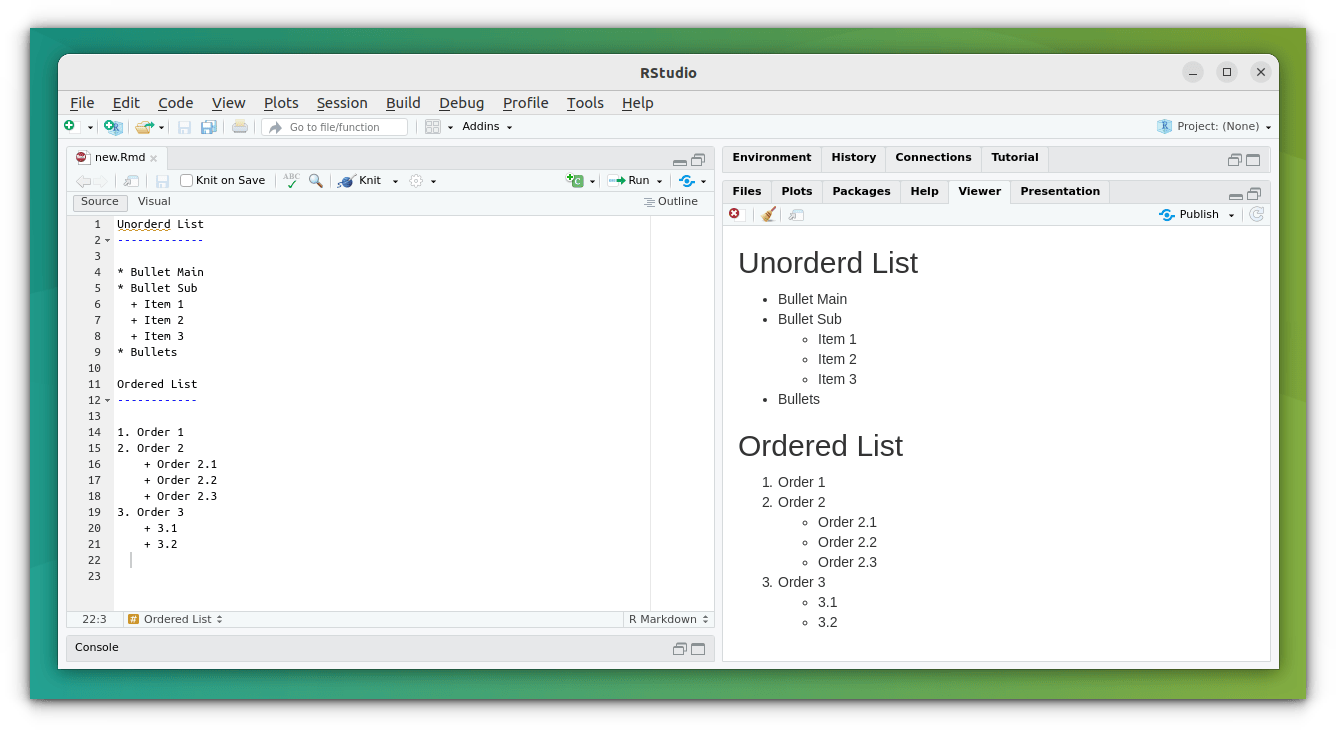 RStudio
File Edit Code View Plots Session Build Debug Profile Tools Help
Go to file/function Addins Project: (None)
new.Rmd
Knit on Save ABC Knit Run
Source Visual Outline
1 Unorderd List
2 -------------
3
4 * Bullet Main
5 * Bullet Sub
6 + Item 1
7 + Item 2
8 + Item 3
9 * Bullets
10
11 Ordered List
12 ------------
13
14 1. Order 1
15 2. Order 2
16 + Order 2.1
17 + Order 2.2
18 + Order 2.3
19 3. Order 3
20 + 3.1
21 + 3.2
22
23
22:3 # Ordered List R Markdown
Console
Environment History Connections Tutorial
Files Plots Packages Help Viewer Presentation
Publish
Unorderd List
• Bullet Main
• Bullet Sub
◦ Item 1
◦ Item 2
◦ Item 3
• Bullets
Ordered List
1. Order 1
2. Order 2
◦ Order 2.1
◦ Order 2.2
◦ Order 2.3
3. Order 3
◦ 3.1
◦ 3.2